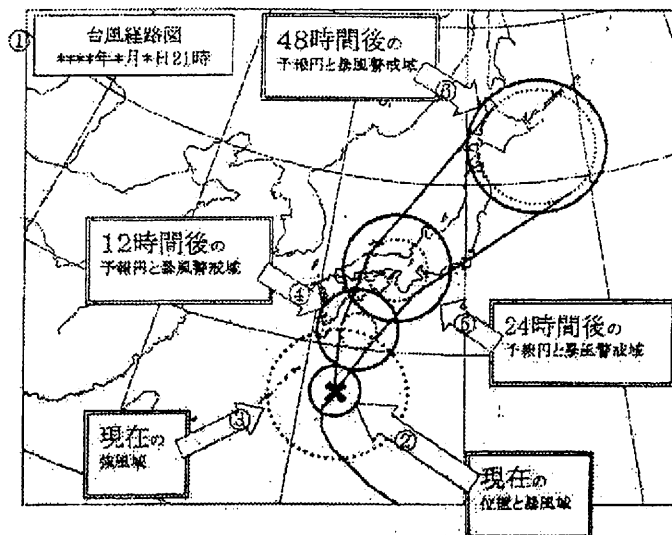 ①
台風経路図
****年*月*日21時
48時間後の
予報円と暴風警戒域
⑥
12時間後の
予報円と暴風警戒域
④
⑤
24時間後の
予報円と暴風警戒域
③
現在の
強風域
②
現在の
位置と暴風域